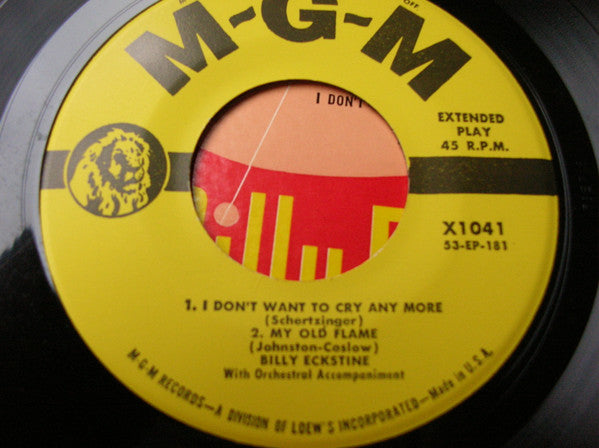 M-G-M
I DON'T
EXTENDED
PLAY
45 R.P.M.
X1041
53-EP-181
1. I DON'T WANT TO CRY ANY MORE
(Schertzinger)
2. MY OLD FLAME
(Johnston-Coslow)
BILLY ECKSTINE
With Orchestral Accompaniment
M-G-M RECORDS—A DIVISION OF LOEW'S INCORPORATED—Made in U.S.A.